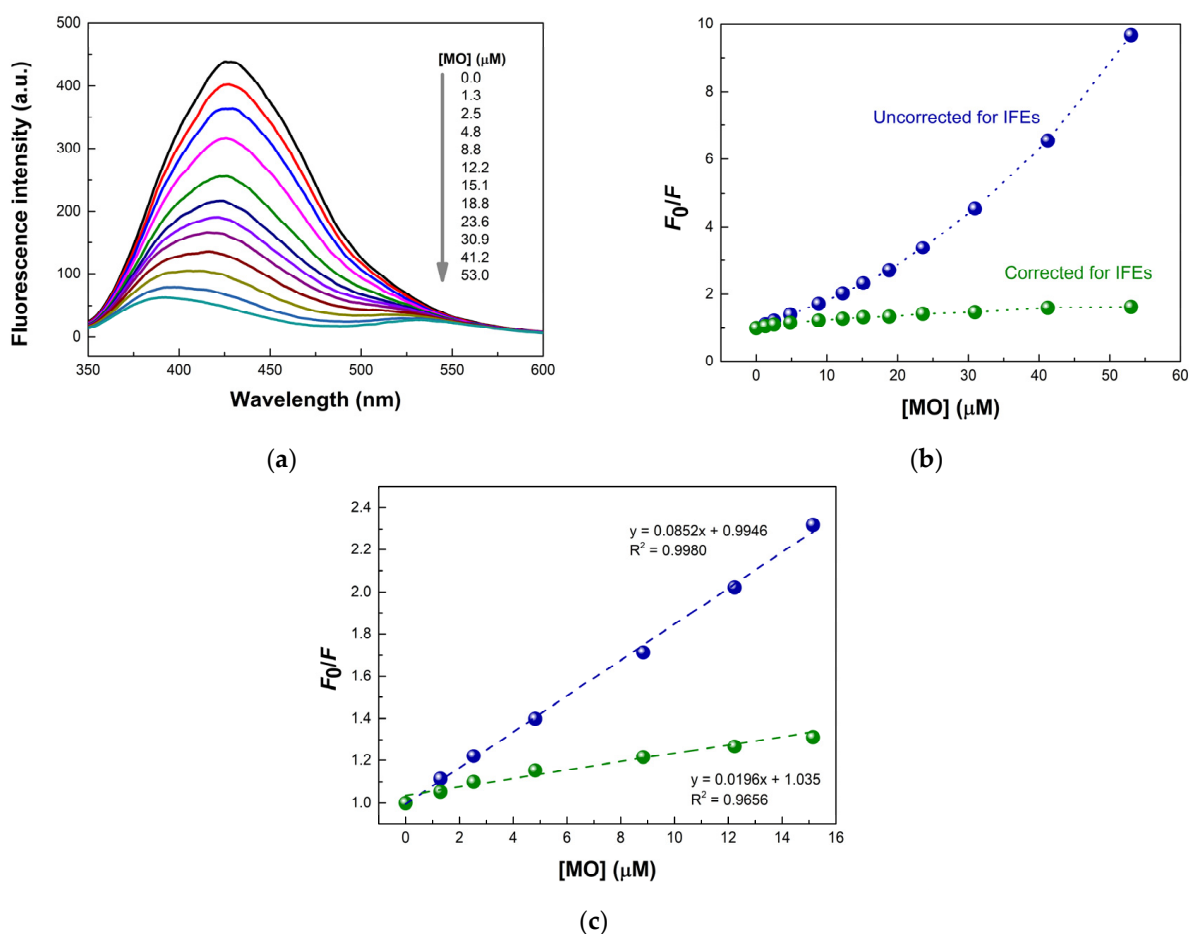 500
400
300
200
100
0
Fluorescence intensity (a.u.)
[MO] (μM)
0.0
1.3
2.5
4.8
8.8
12.2
15.1
18.8
23.6
30.9
41.2
53.0
350 400 450 500 550 600
Wavelength (nm)
(a)
10
8
6
4
2
0
F0/F
Uncorrected for IFEs
Corrected for IFEs
0 10 20 30 40 50 60
[MO] (μM)
(b)
2.4
2.2
2.0
1.8
1.6
1.4
1.2
1.0
F0/F
y = 0.0852x + 0.9946
R2 = 0.9980
y = 0.0196x + 1.035
R2 = 0.9656
0 2 4 6 8 10 12 14 16
[MO] (μM)
(c)